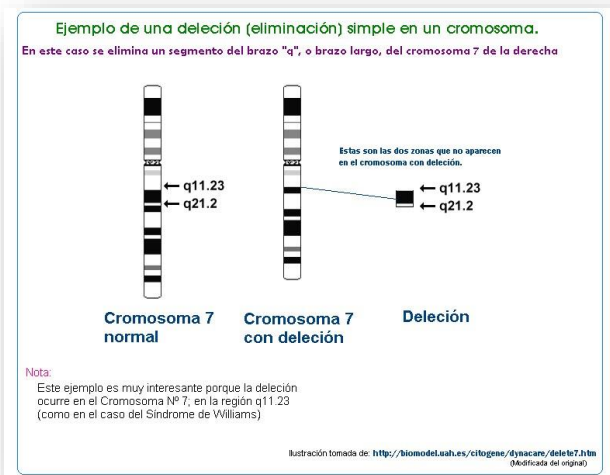 Ejemplo de una deleción (eliminación) simple en un cromosoma.
En este caso se elimina un segmento del brazo "q", o brazo largo, del cromosoma 7 de la derecha
Estas son las dos zonas que no aparecen
en el cromosoma con deleción.
← q11.23
← q21.2
← q11.23
← q21.2
Cromosoma 7
normal
Cromosoma 7
con deleción
Deleción
Nota:
Este ejemplo es muy interesante porque la deleción
ocurre en el Cromosoma Nº 7; en la región q11.23
(como en el caso del Síndrome de Williams)
Ilustración tomada de: http://biomodel.uah.es/citogene/dynacare/delete7.htm
(Modificada del original)